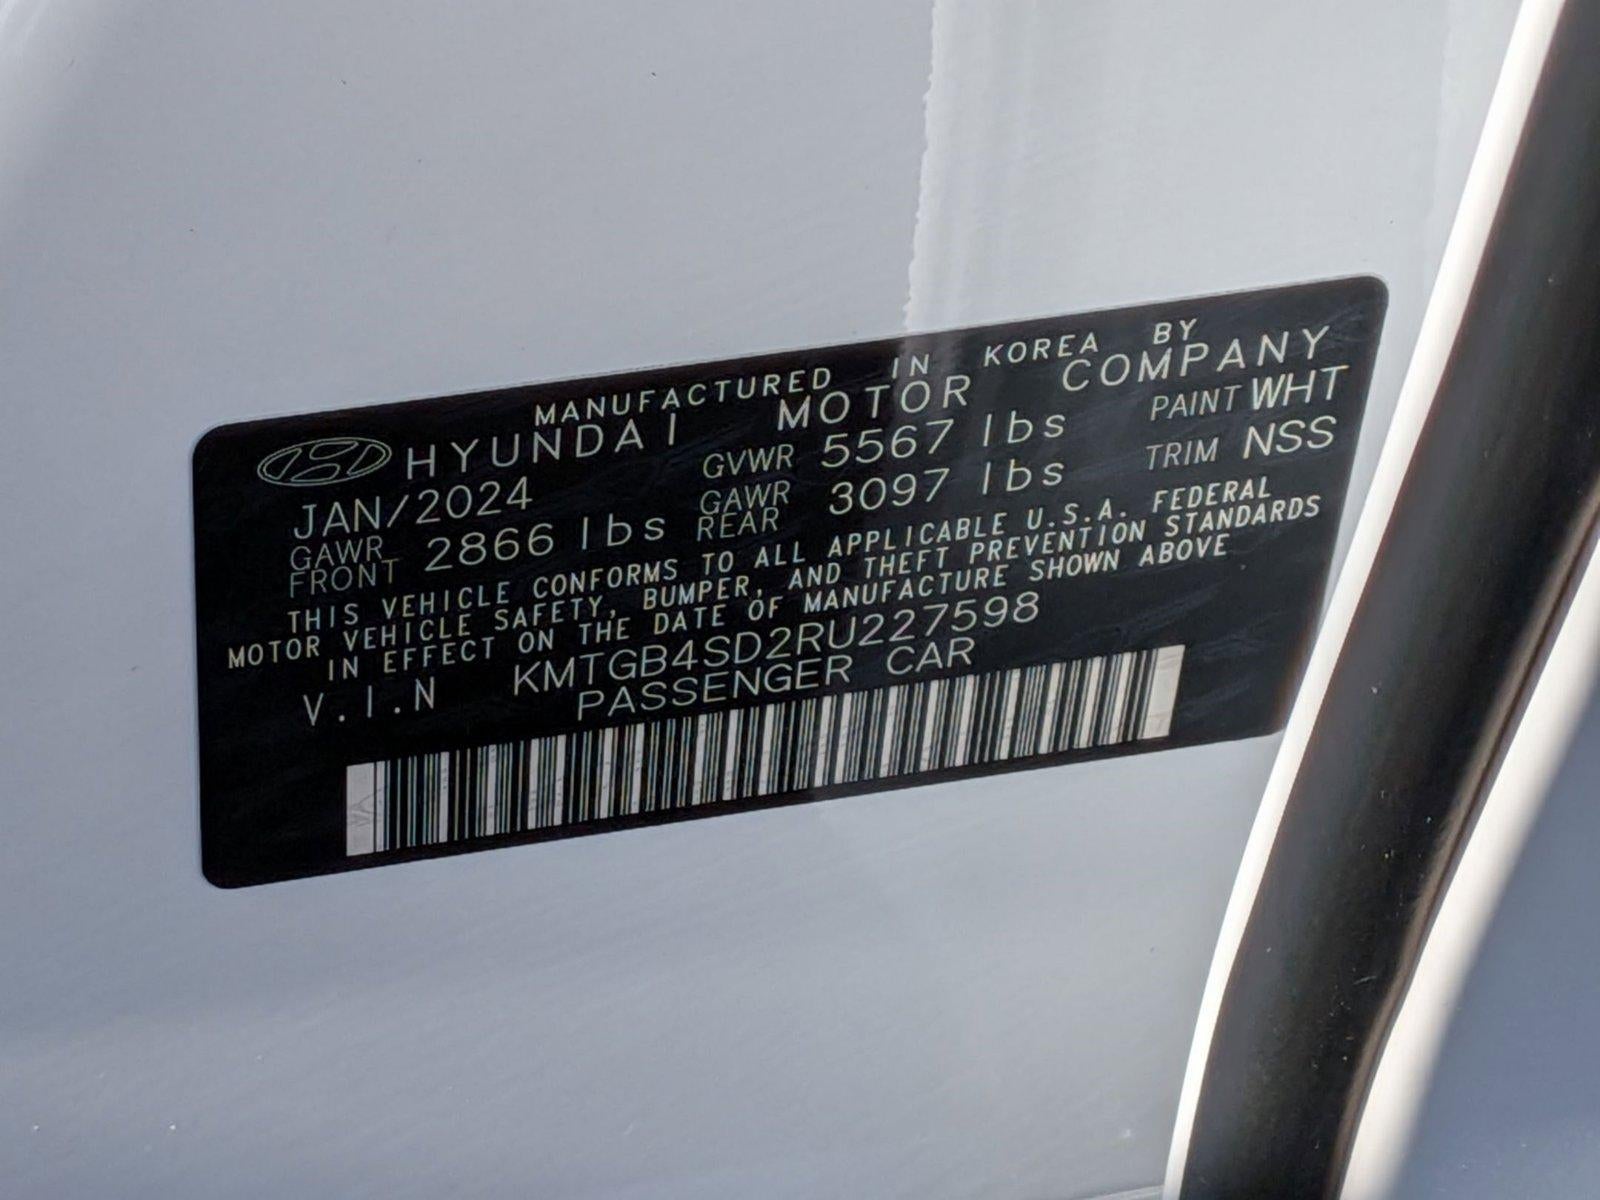 MANUFACTURED IN KOREA BY
HYUNDAI MOTOR COMPANY
JAN/2024 GVWR 5567 lbs PAINT WHT
GAWR FRONT 2866 lbs GAWR REAR 3097 lbs TRIM NSS
THIS VEHICLE CONFORMS TO ALL APPLICABLE U.S.A. FEDERAL
MOTOR VEHICLE SAFETY, BUMPER, AND THEFT PREVENTION STANDARDS
IN EFFECT ON THE DATE OF MANUFACTURE SHOWN ABOVE
V.I.N KMTGB4SD2RU227598
PASSENGER CAR